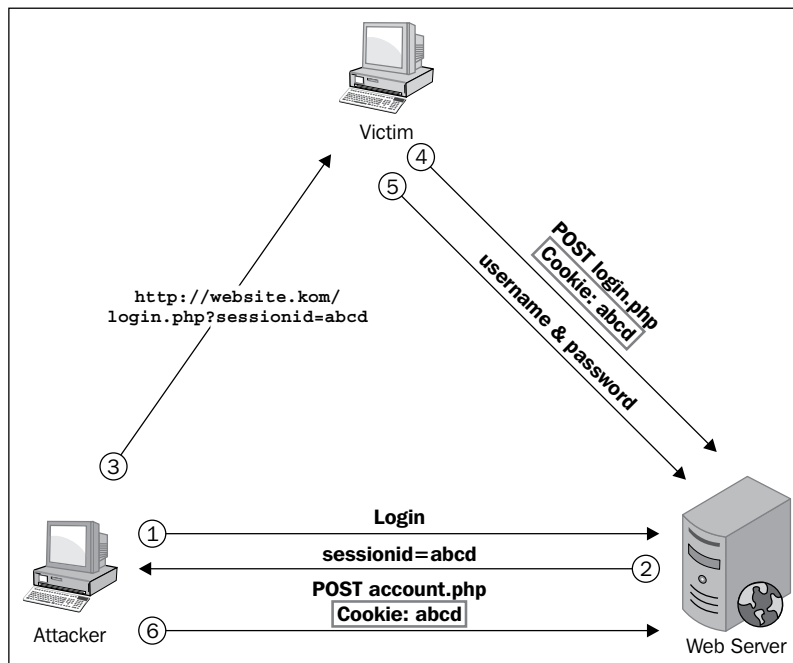 Victim
4
5
POST login.php
Cookie: abcd
username & password
http://website.kom/
login.php?sessionid=abcd
3
1
Login
sessionid=abcd
2
POST account.php
Cookie: abcd
6
Attacker
Web Server